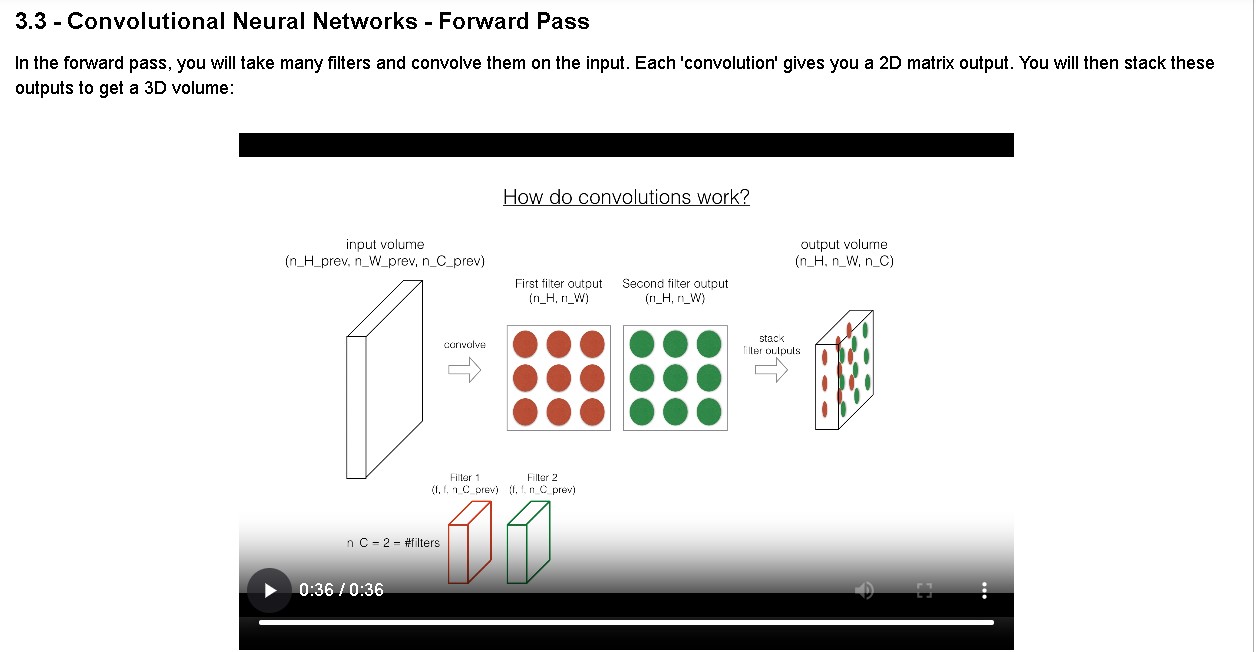 3.3 - Convolutional Neural Networks - Forward Pass
In the forward pass, you will take many filters and convolve them on the input. Each 'convolution' gives you a 2D matrix output. You will then stack these
outputs to get a 3D volume:
How do convolutions work?
input volume
(n_H_prev, n_W_prev, n_C_prev)
output volume
(n_H, n_W, n_C)
First filter output
(n_H, n_W)
Second filter output
(n_H, n_W)
convolve
stack
filter outputs
Filter 1
(f, f, n_C_prev)
Filter 2
(f, f, n_C_prev)
n_C = 2 = #filters
0:36 / 0:36